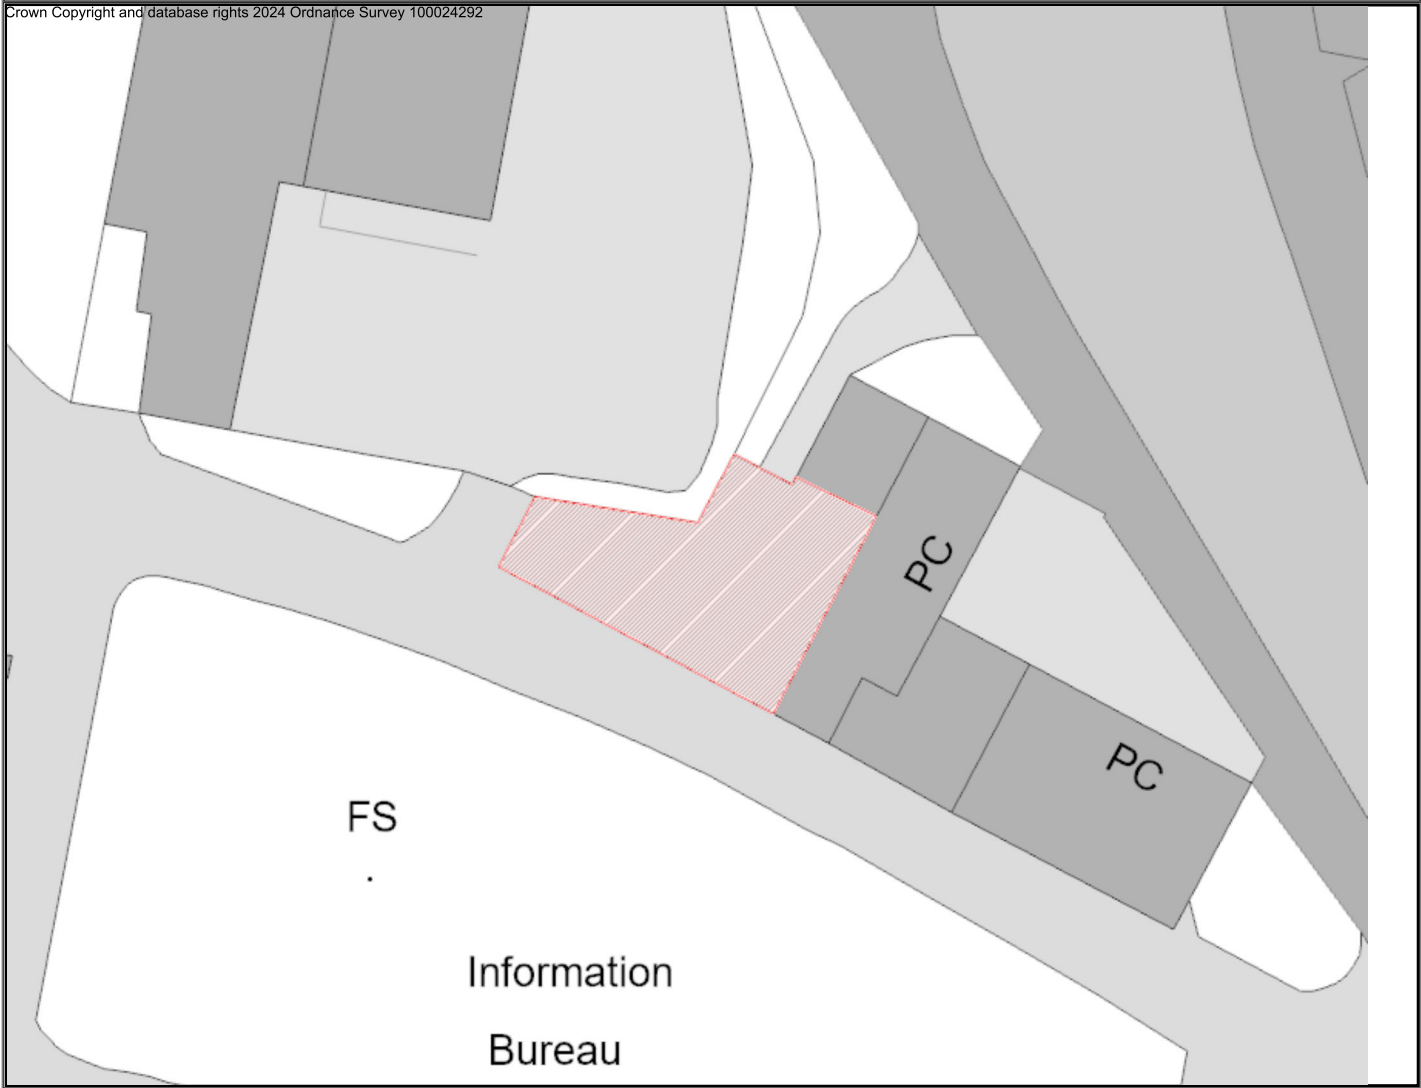 Crown Copyright and database rights 2024 Ordnance Survey 100024292
PC
PC
FS
Information
Bureau